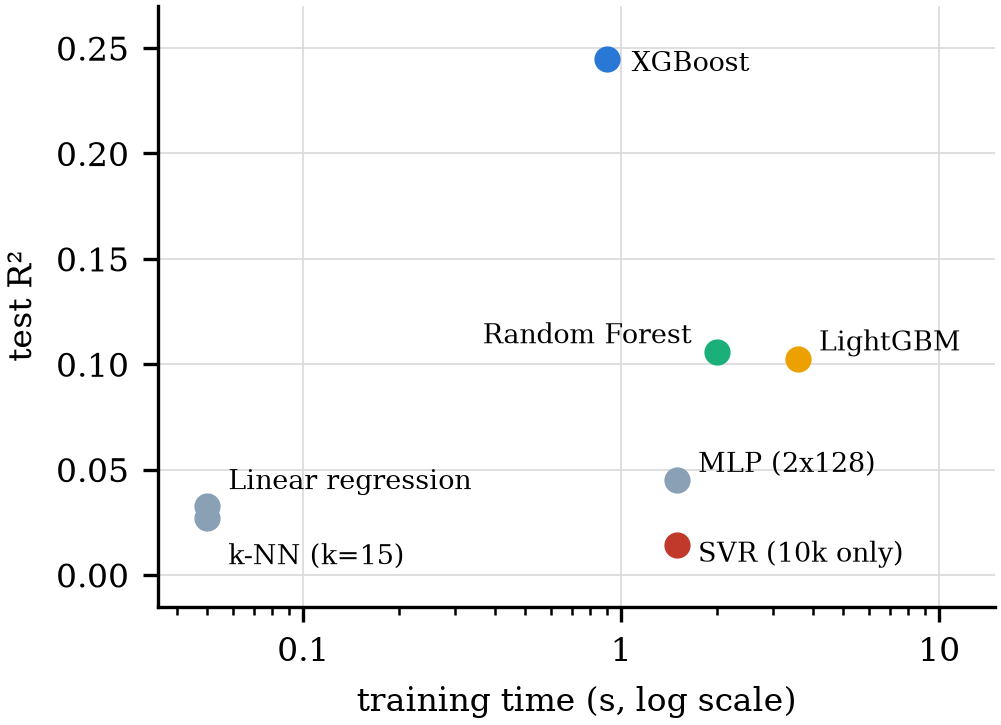 0.25
XGBoost
0.20
0.15
test R²
Random Forest
LightGBM
0.10
0.05
MLP (2x128)
Linear regression
k-NN (k=15)
SVR (10k only)
0.00
0.1
1
10
training time (s, log scale)